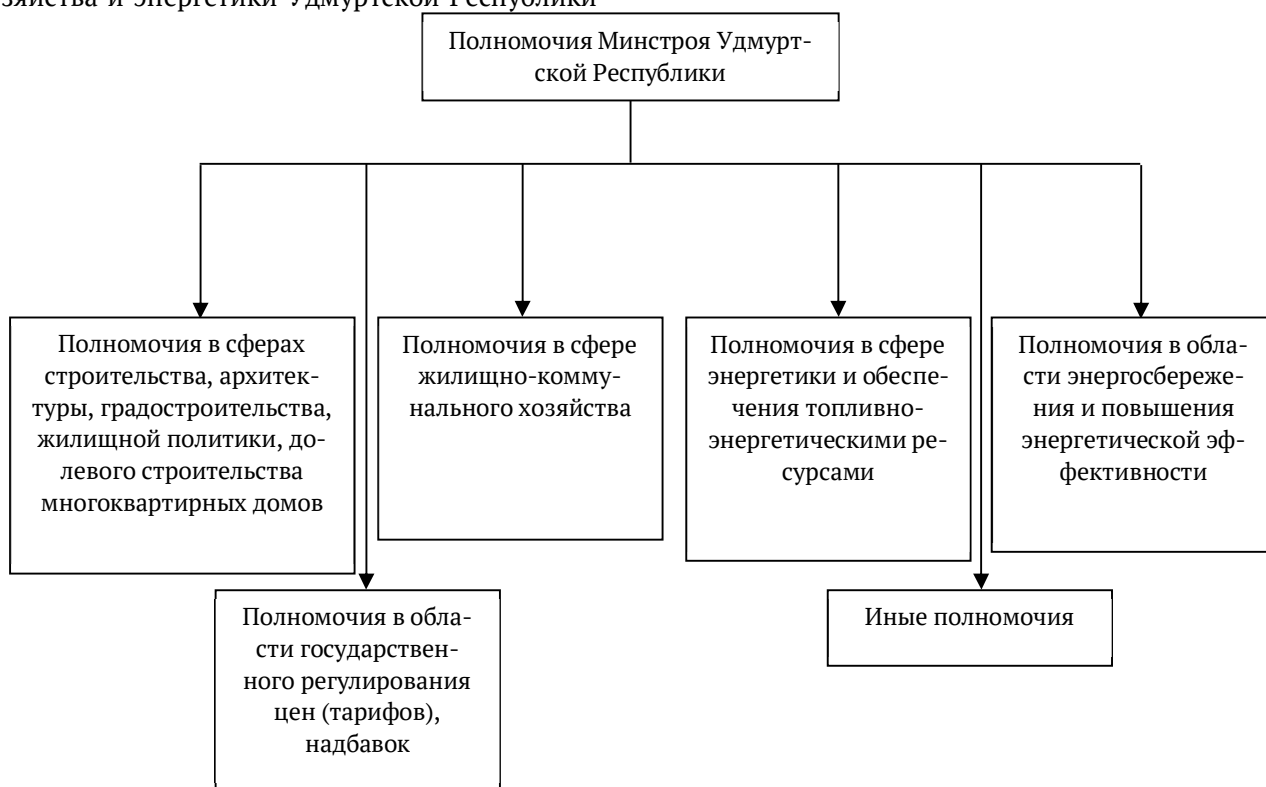 зяйства и энергетики Удмуртской Республики
Полномочия Минстроя Удмурт-
ской Республики
Полномочия в сферах
строительства, архитек-
туры, градостроительства,
жилищной политики, до-
левого строительства
многоквартирных домов
Полномочия в сфере
жилищно-комму-
нального хозяйства
Полномочия в сфере
энергетики и обеспе-
чения топливно-
энергетическими ре-
сурсами
Полномочия в обла-
сти энергосбереже-
ния и повышения
энергетической эф-
фективности
Полномочия в обла-
сти государствен-
ного регулирования
цен (тарифов),
надбавок
Иные полномочия